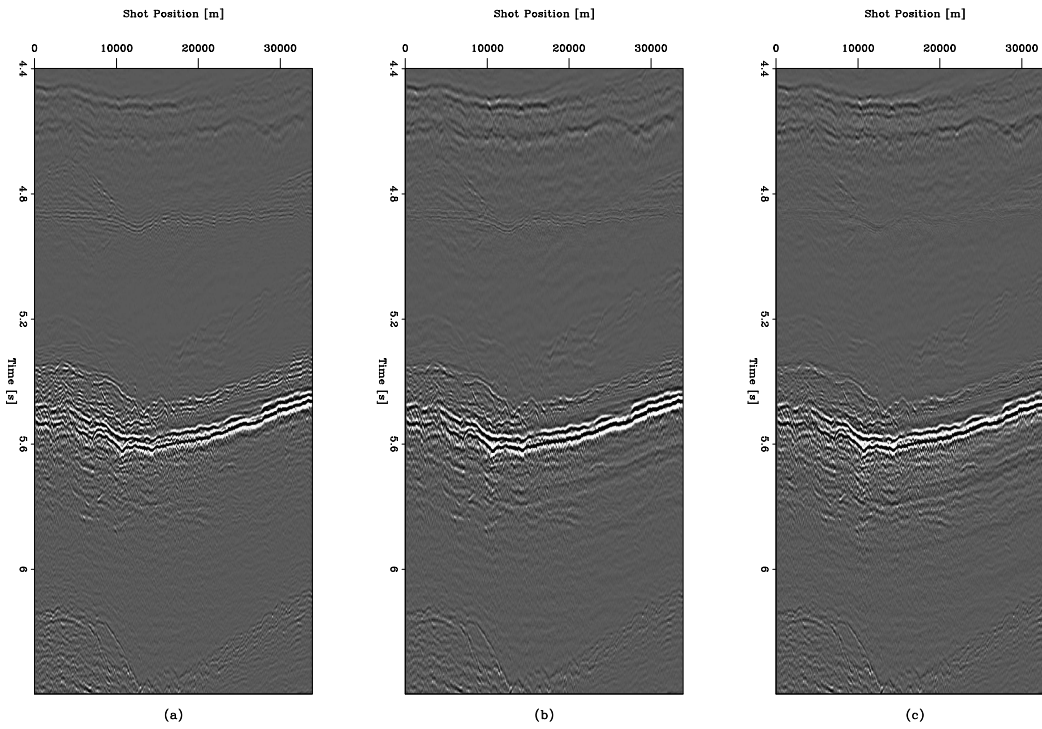 Shot Position [m]
0 10000 20000 30000
4.4
4.8
5.2
5.6
6
Time [s]
(a)
Shot Position [m]
0 10000 20000 30000
4.4
4.8
5.2
5.6
6
Time [s]
(b)
Shot Position [m]
0 10000 20000 30000
4.4
4.8
5.2
5.6
6
Time [s]
(c)